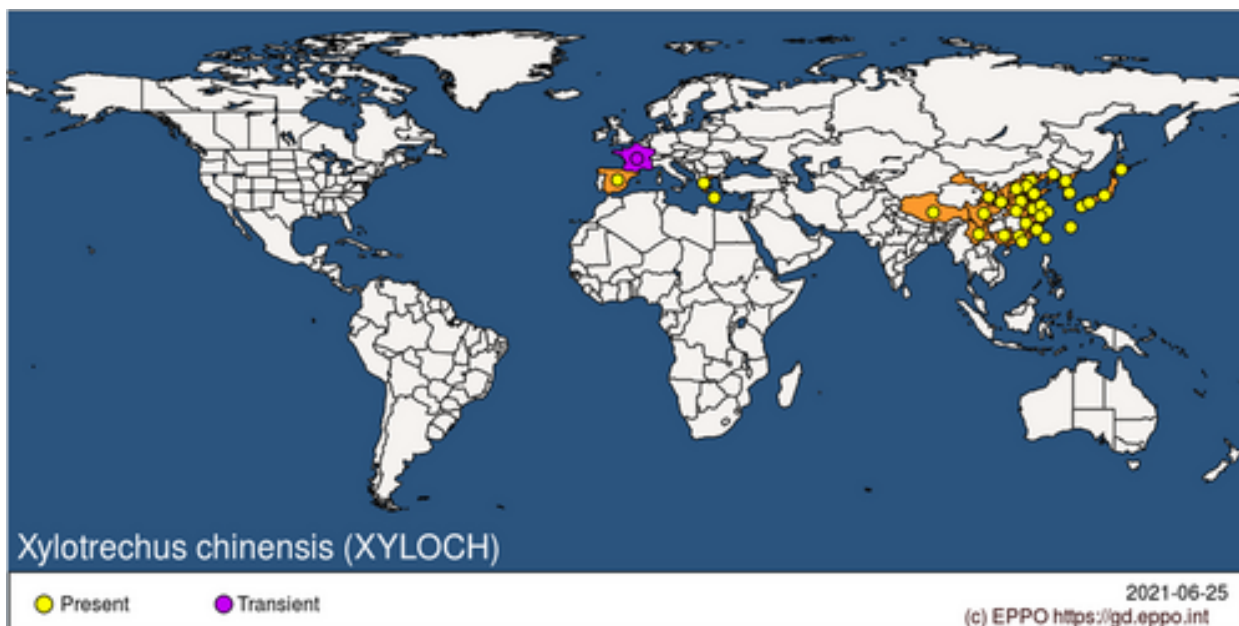 Xylotrechus chinensis (XYLOCH)
Present
Transient
2021-06-25
(c) EPPO https://gd.eppo.int